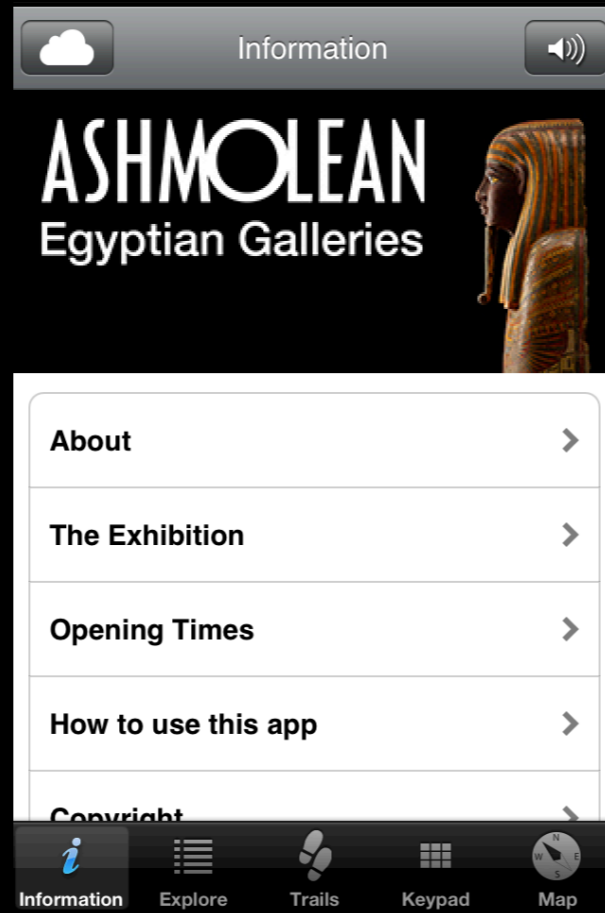 Information
ASHMOLEAN
Egyptian Galleries
About
The Exhibition
Opening Times
How to use this app
Copyright
N
W E
S
Information Explore Trails Keypad Map